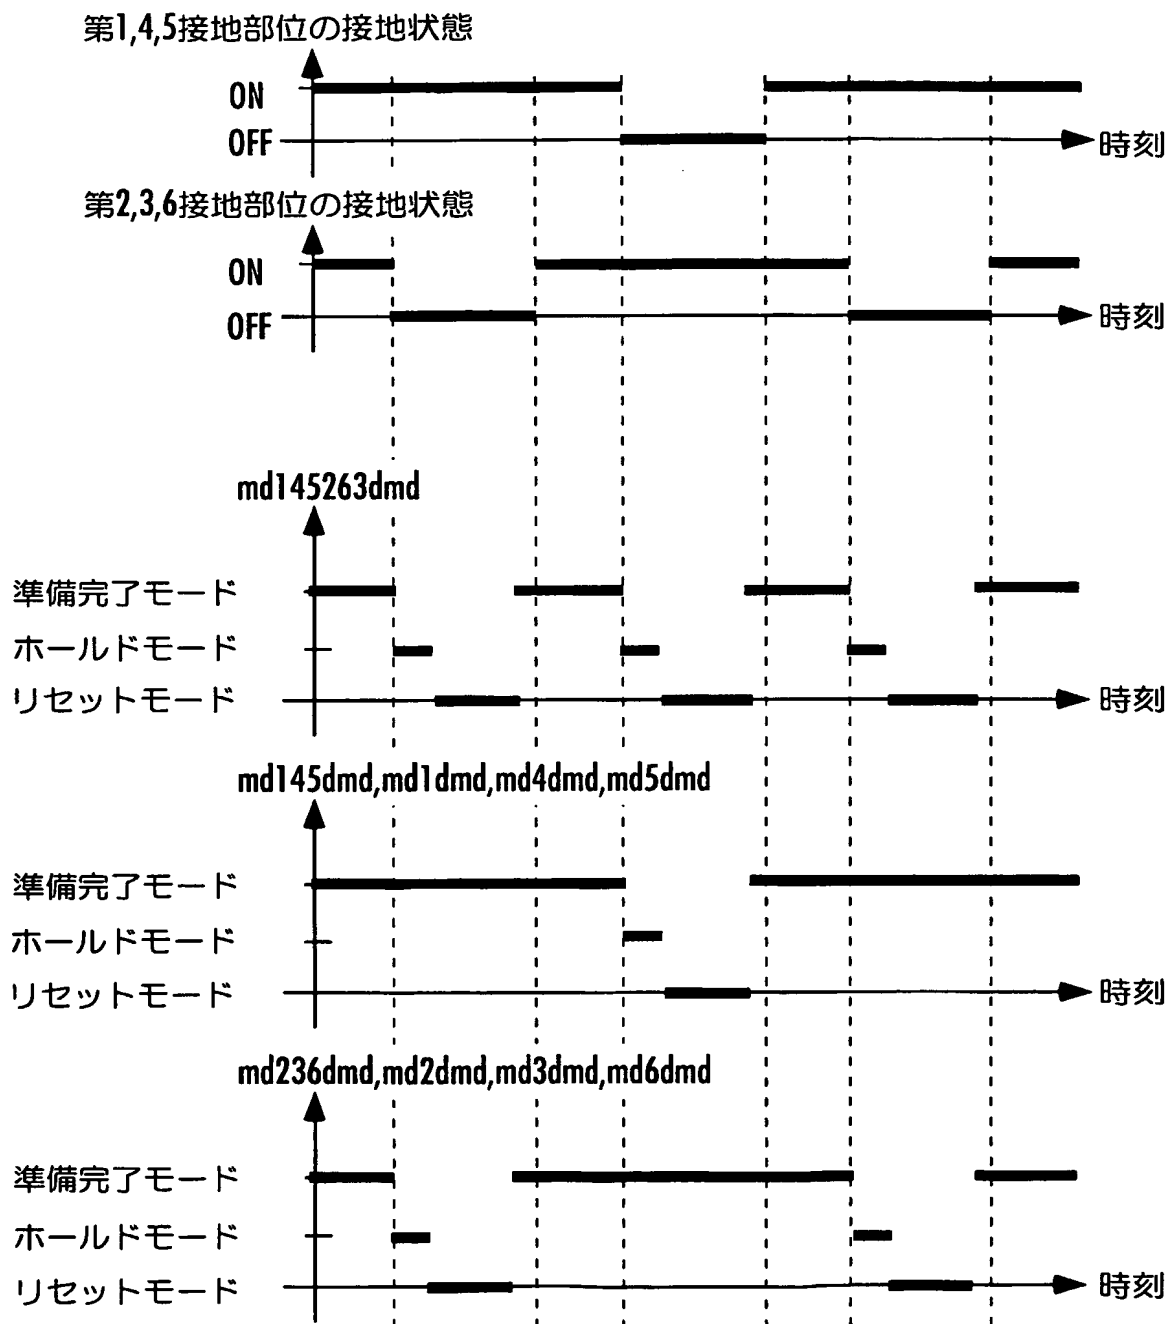 第1,4,5接地部位の接地状態
ON
OFF
時刻
第2,3,6接地部位の接地状態
ON
OFF
時刻
md145263dmd
準備完了モード
ホールドモード
リセットモード
時刻
md145dmd,md1dmd,md4dmd,md5dmd
準備完了モード
ホールドモード
リセットモード
時刻
md236dmd,md2dmd,md3dmd,md6dmd
準備完了モード
ホールドモード
リセットモード
時刻